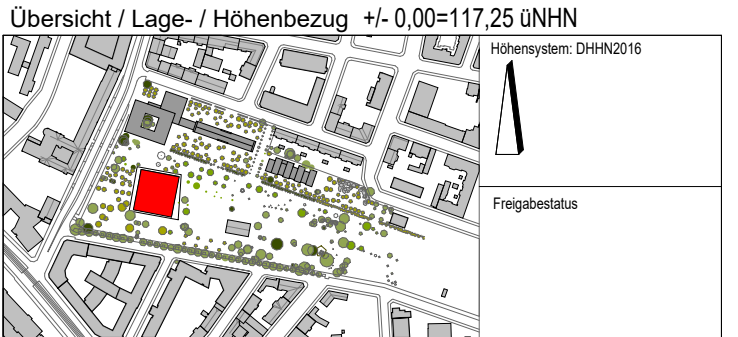 Übersicht / Lage- / Höhenbezug +/- 0,00=117,25 üNHN
Höhensystem: DHHN2016
Freigabestatus